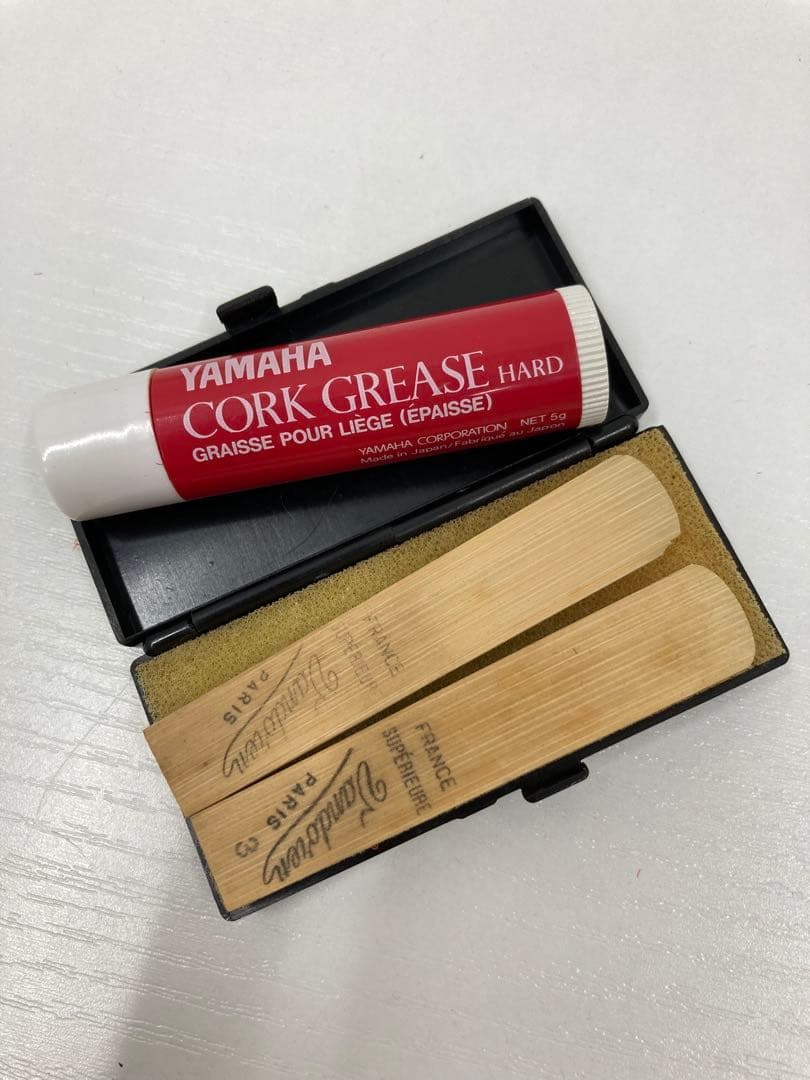 YAMAHA
CORK GREASE HARD
GRAISSE POUR LIÈGE (ÉPAISSE)
NET 5g
YAMAHA CORPORATION
Made in Japan/Fabriqué au Japon
FRANCE
SUPÉRIEURE
Vandoren
PARIS
FRANCE
SUPÉRIEURE
Vandoren
PARIS
3